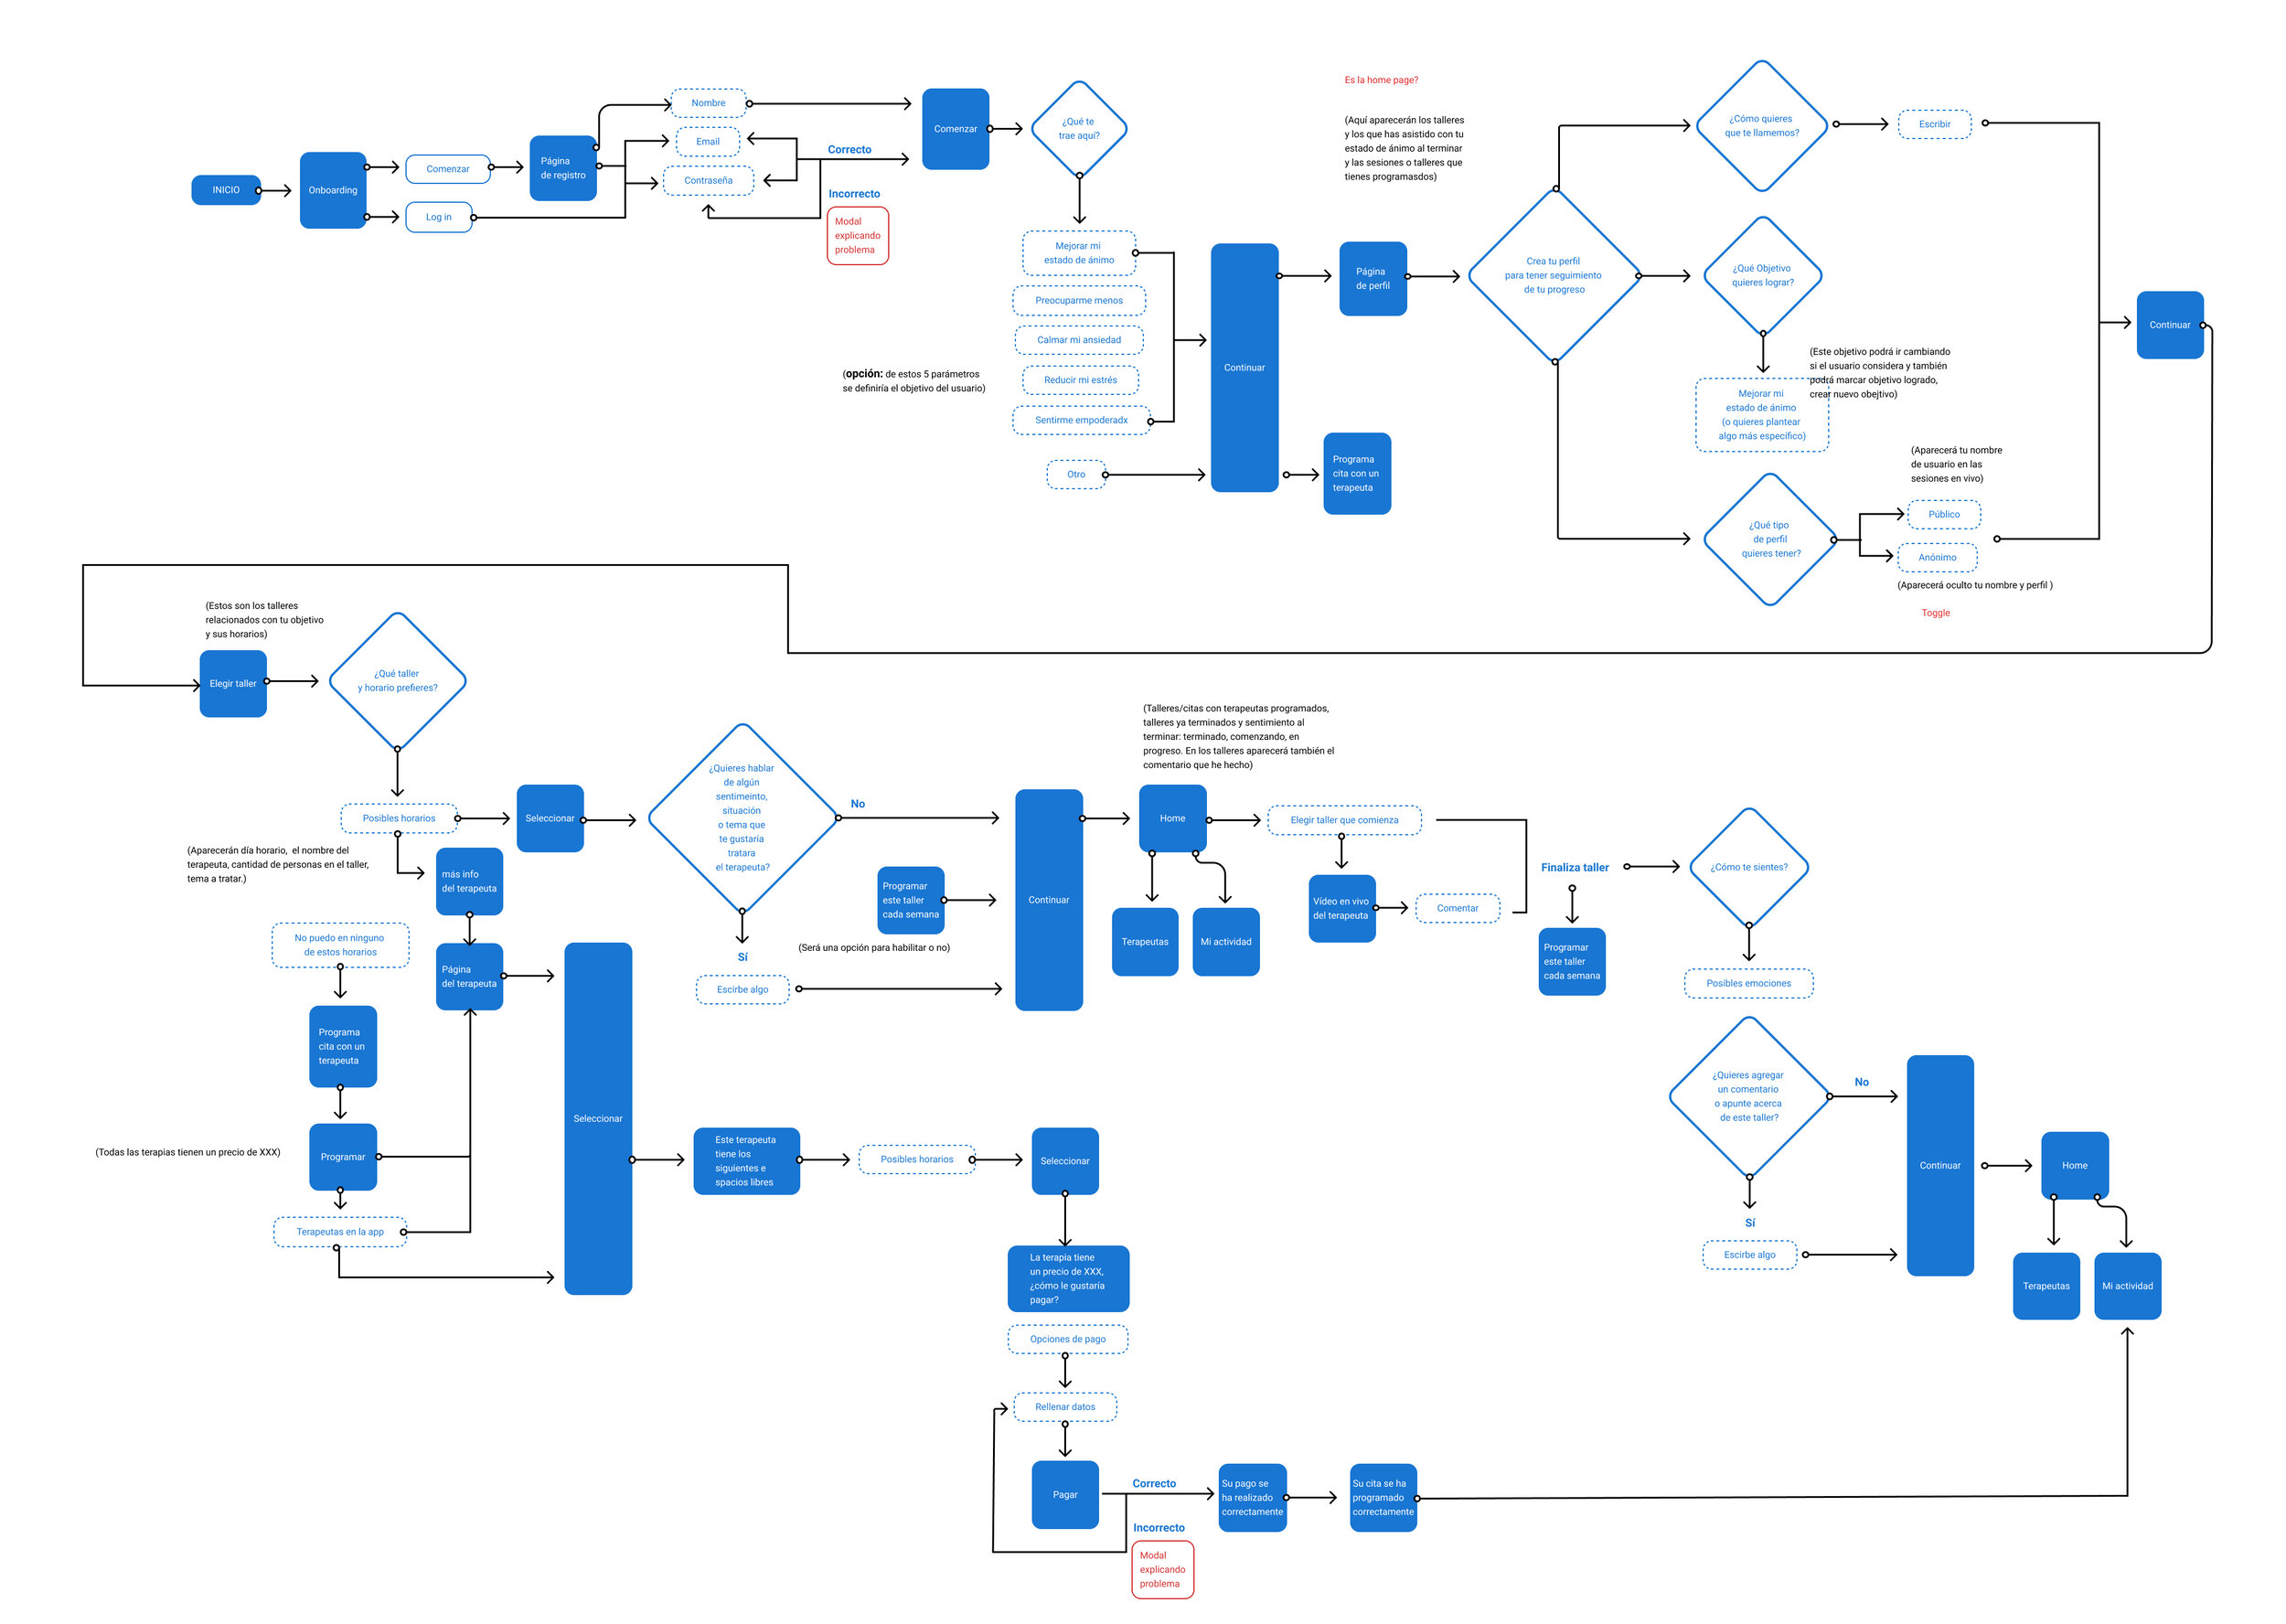 INICIO
Onboarding
Comenzar
Log in
Página
de registro
Nombre
Email
Contraseña
Correcto
Incorrecto
Modal
explicando
problema
Comenzar
¿Qué te
trae aquí?
Mejorar mi
estado de ánimo
Preocuparme menos
Calmar mi ansiedad
Reducir mi estrés
Sentirme empoderadx
Otro
(opción: de estos 5 parámetros
se definiría el objetivo del usuario)
Continuar
Es la home page?
(Aquí aparecerán los talleres
y los que has asistido con tu
estado de ánimo al terminar
y las sesiones o talleres que
tienes programasdos)
Página
de perfil
Programa
cita con un
terapeuta
Crea tu perfil
para tener seguimiento
de tu progreso
¿Cómo quieres
que te llamemos?
Escribir
¿Qué Objetivo
quieres lograr?
(Este objetivo podrá ir cambiando
si el usuario considera y también
podrá marcar objetivo logrado,
crear nuevo obejtivo)
Mejorar mi
estado de ánimo
(o quieres plantear
algo más específico)
¿Qué tipo
de perfil
quieres tener?
(Aparecerá tu nombre
de usuario en las
sesiones en vivo)
Público
Anónimo
(Aparecerá oculto tu nombre y perfil )
Toggle
Continuar
(Estos son los talleres
relacionados con tu objetivo
y sus horarios)
Elegir taller
¿Qué taller
y horario prefieres?
Posibles horarios
(Aparecerán día horario,  el nombre del
terapeuta, cantidad de personas en el taller,
tema a tratar.)
más info
del terapeuta
Página
del terapeuta
No puedo en ninguno
de estos horarios
Programa
cita con un
terapeuta
(Todas las terapias tienen un precio de XXX)
Programar
Terapeutas en la app
Seleccionar
¿Quieres hablar
de algún
sentimeinto,
situación
o tema que
te gustaría
tratara
el terapeuta?
No
Sí
Escirbe algo
Programar
este taller
cada semana
(Será una opción para habilitar o no)
Continuar
(Talleres/citas con terapeutas programados,
talleres ya terminados y sentimiento al
terminar: terminado, comenzando, en
progreso. En los talleres aparecerá también el
comentario que he hecho)
Home
Terapeutas
Mi actividad
Elegir taller que comienza
Vídeo en vivo
del terapeuta
Comentar
Finaliza taller
Programar
este taller
cada semana
¿Cómo te sientes?
Posibles emociones
¿Quieres agregar
un comentario
o apunte acerca
de este taller?
No
Sí
Escirbe algo
Continuar
Home
Terapeutas
Mi actividad
Seleccionar
Este terapeuta
tiene los
siguientes e
spacios libres
Posibles horarios
Seleccionar
La terapia tiene
un precio de XXX,
¿cómo le gustaría
pagar?
Opciones de pago
Rellenar datos
Pagar
Correcto
Incorrecto
Modal
explicando
problema
Su pago se
ha realizado
correctamente
Su cita se ha
programado
correctamente